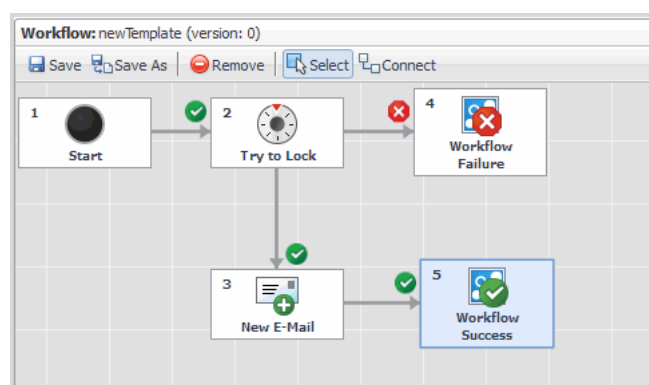 Workflow: newTemplate (version: 0)
Save Save As Remove Select Connect
1
Start
2
Try to Lock
4
Workflow
Failure
3
New E-Mail
5
Workflow
Success